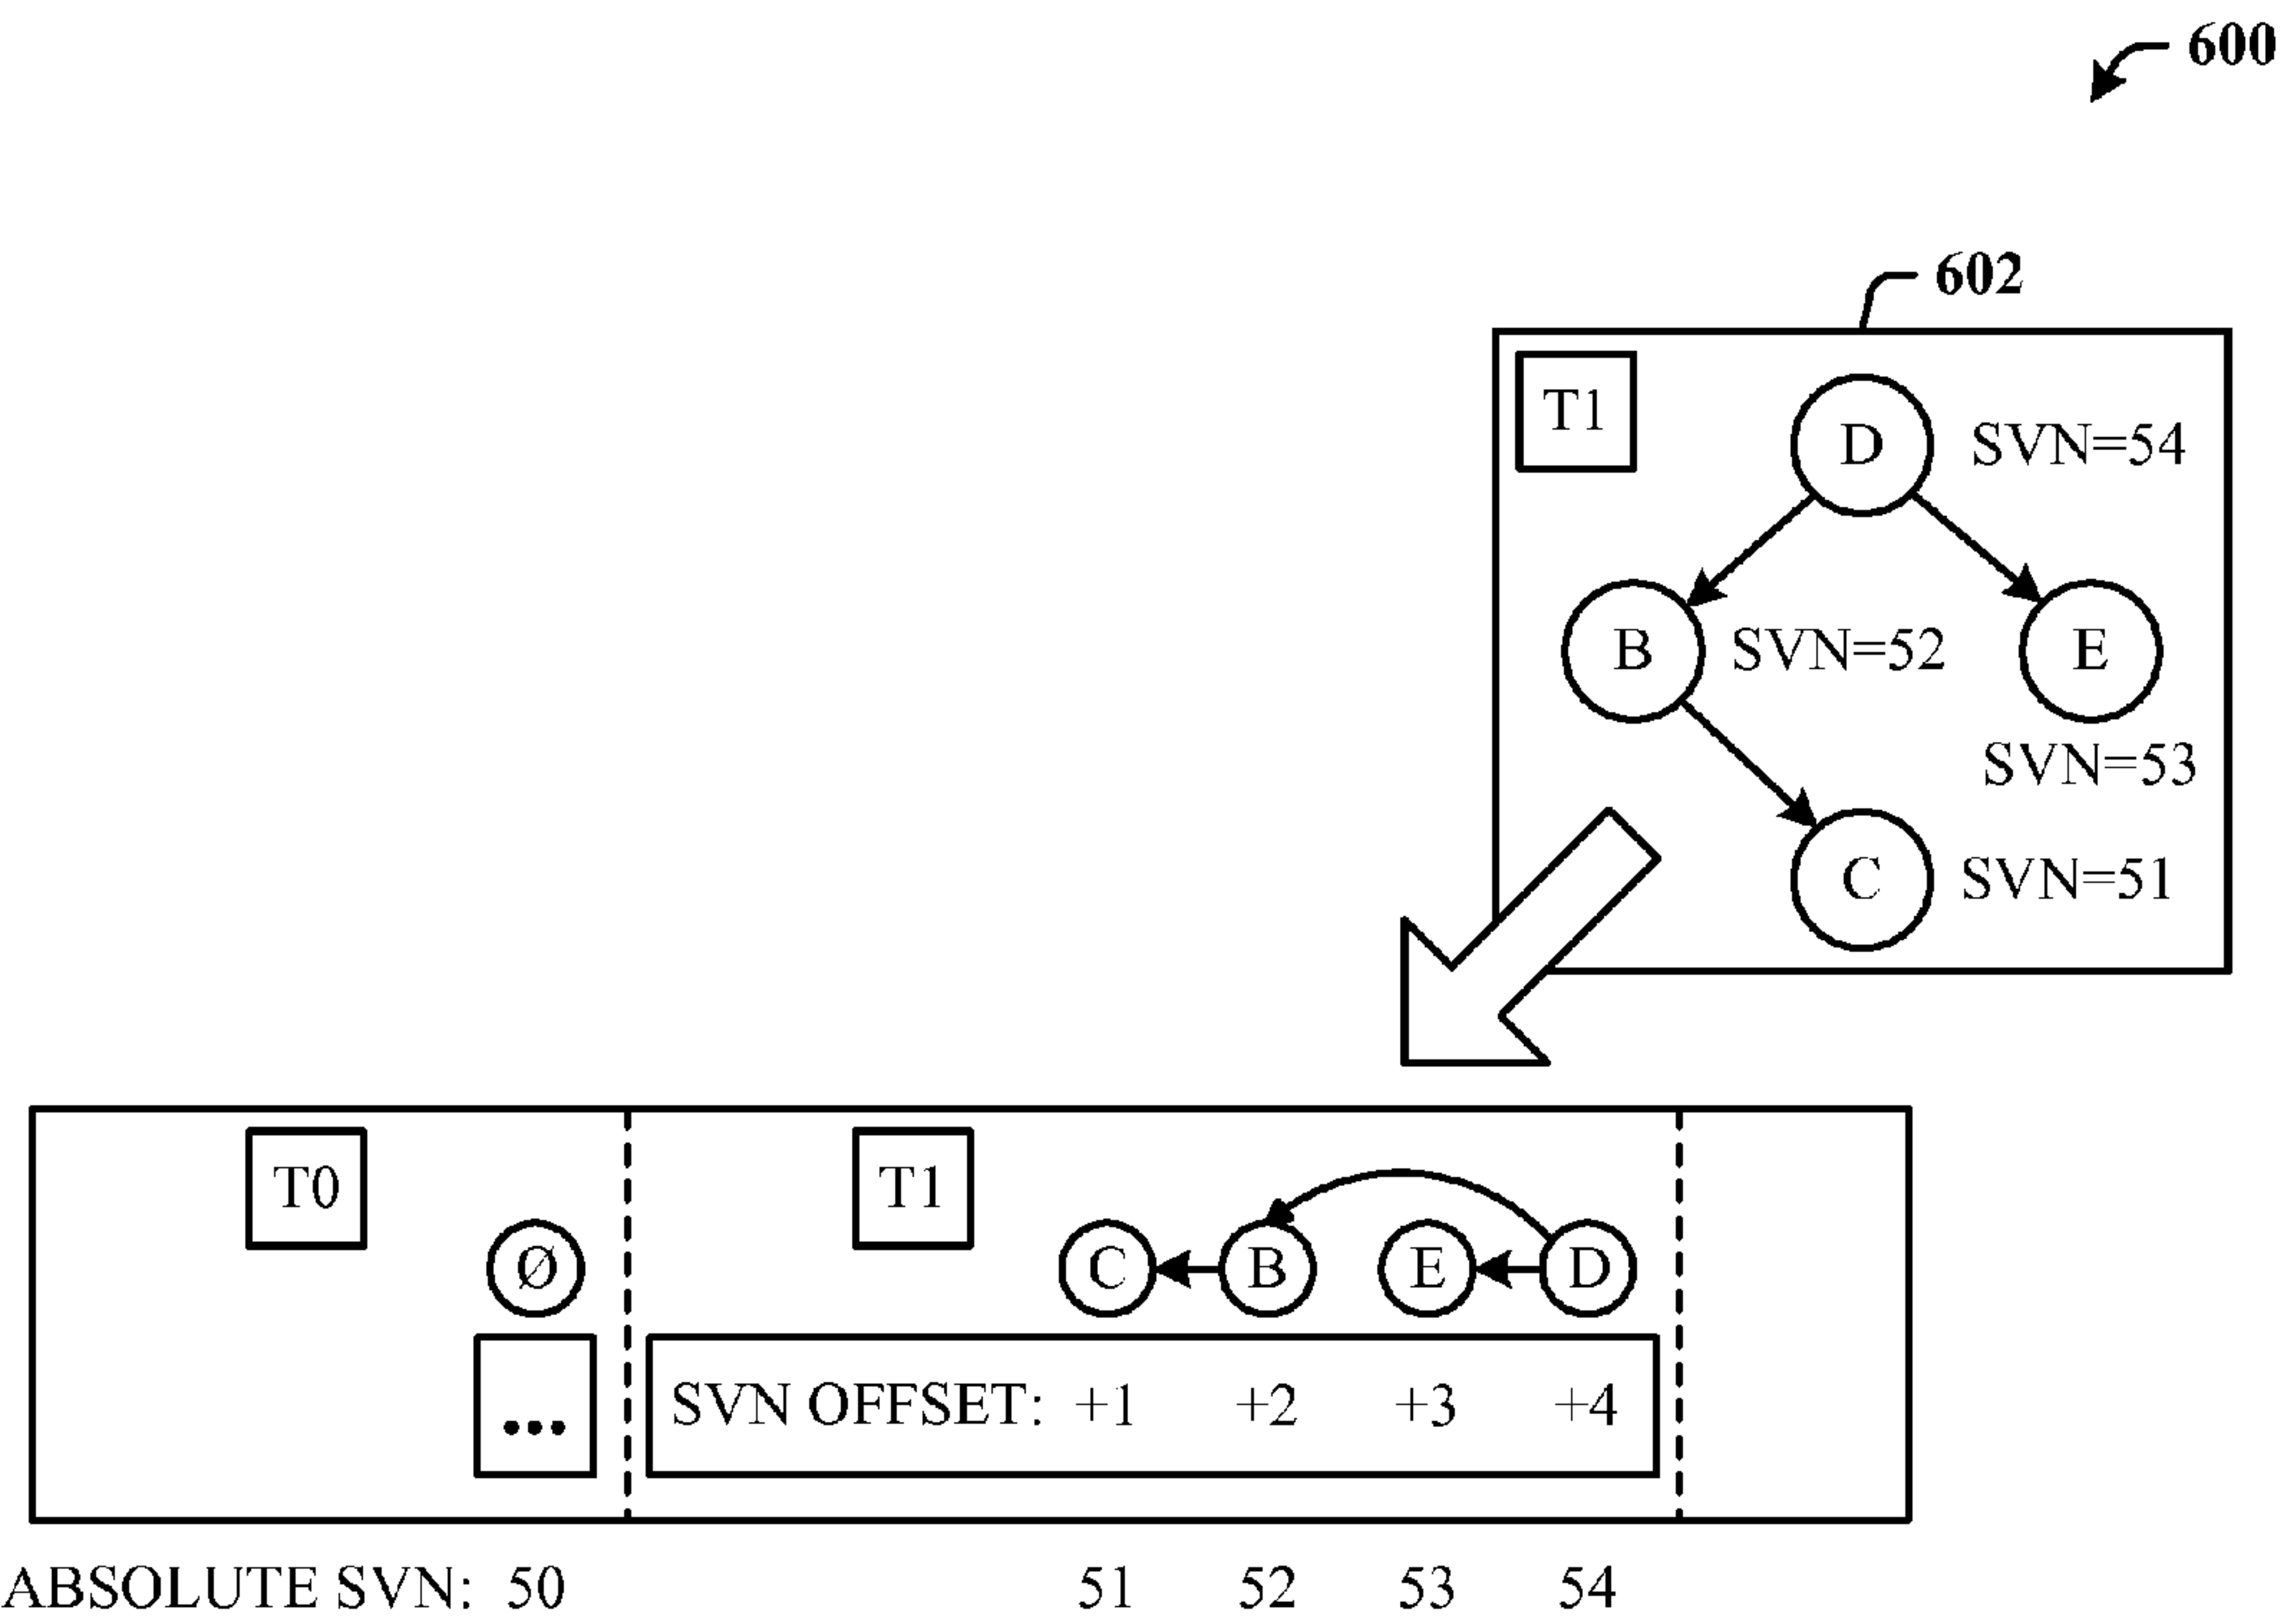 600
602
T1
D SVN=54
B SVN=52 E
SVN=53
C SVN=51
T0 T1
Ø C B E D
... SVN OFFSET: +1 +2 +3 +4
ABSOLUTE SVN: 50 51 52 53 54